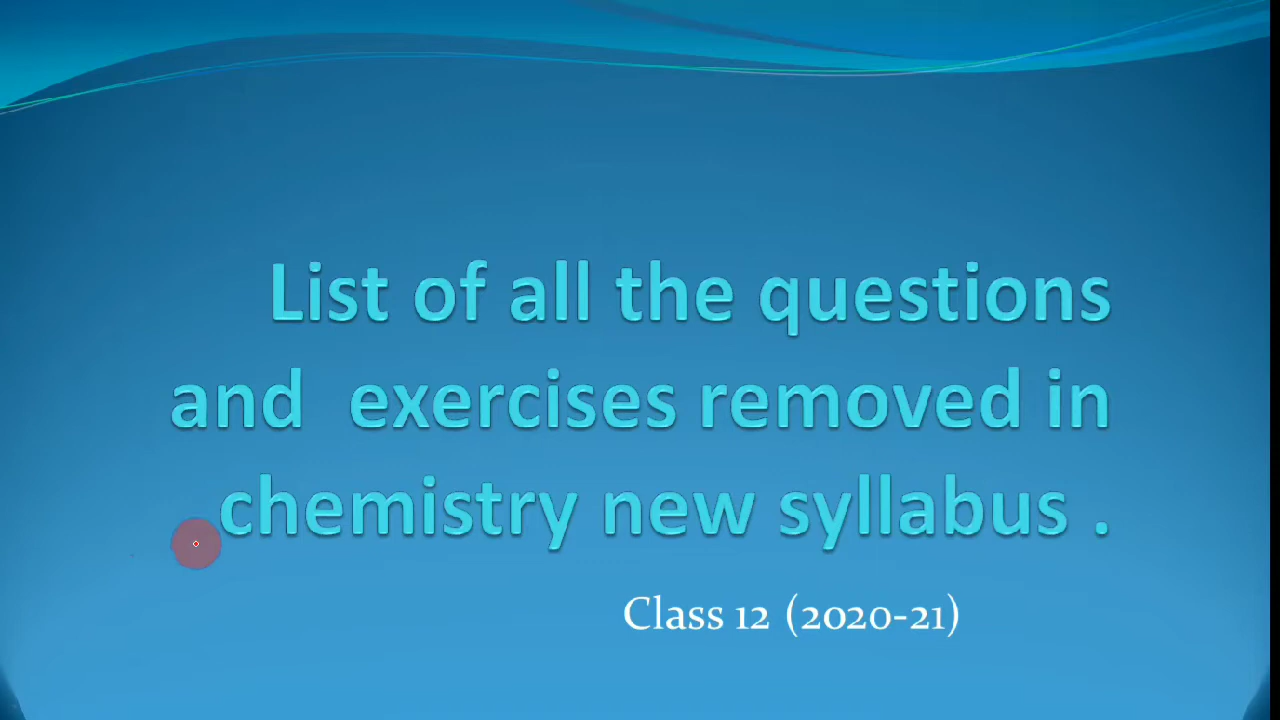 List of all the questions
and exercises removed in
chemistry new syllabus .
Class 12 (2020-21)